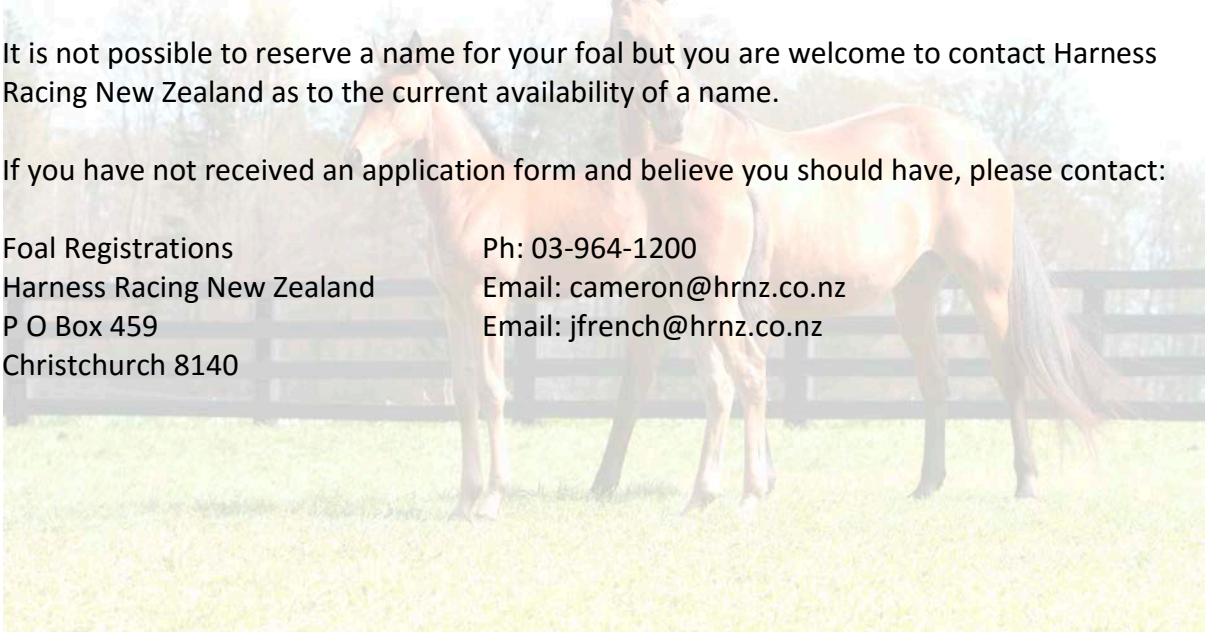 It is not possible to reserve a name for your foal but you are welcome to contact Harness
Racing New Zealand as to the current availability of a name.
If you have not received an application form and believe you should have, please contact:
Foal Registrations
Harness Racing New Zealand
P O Box 459
Christchurch 8140
Ph: 03-964-1200
Email: cameron@hrnz.co.nz
Email: jfrench@hrnz.co.nz